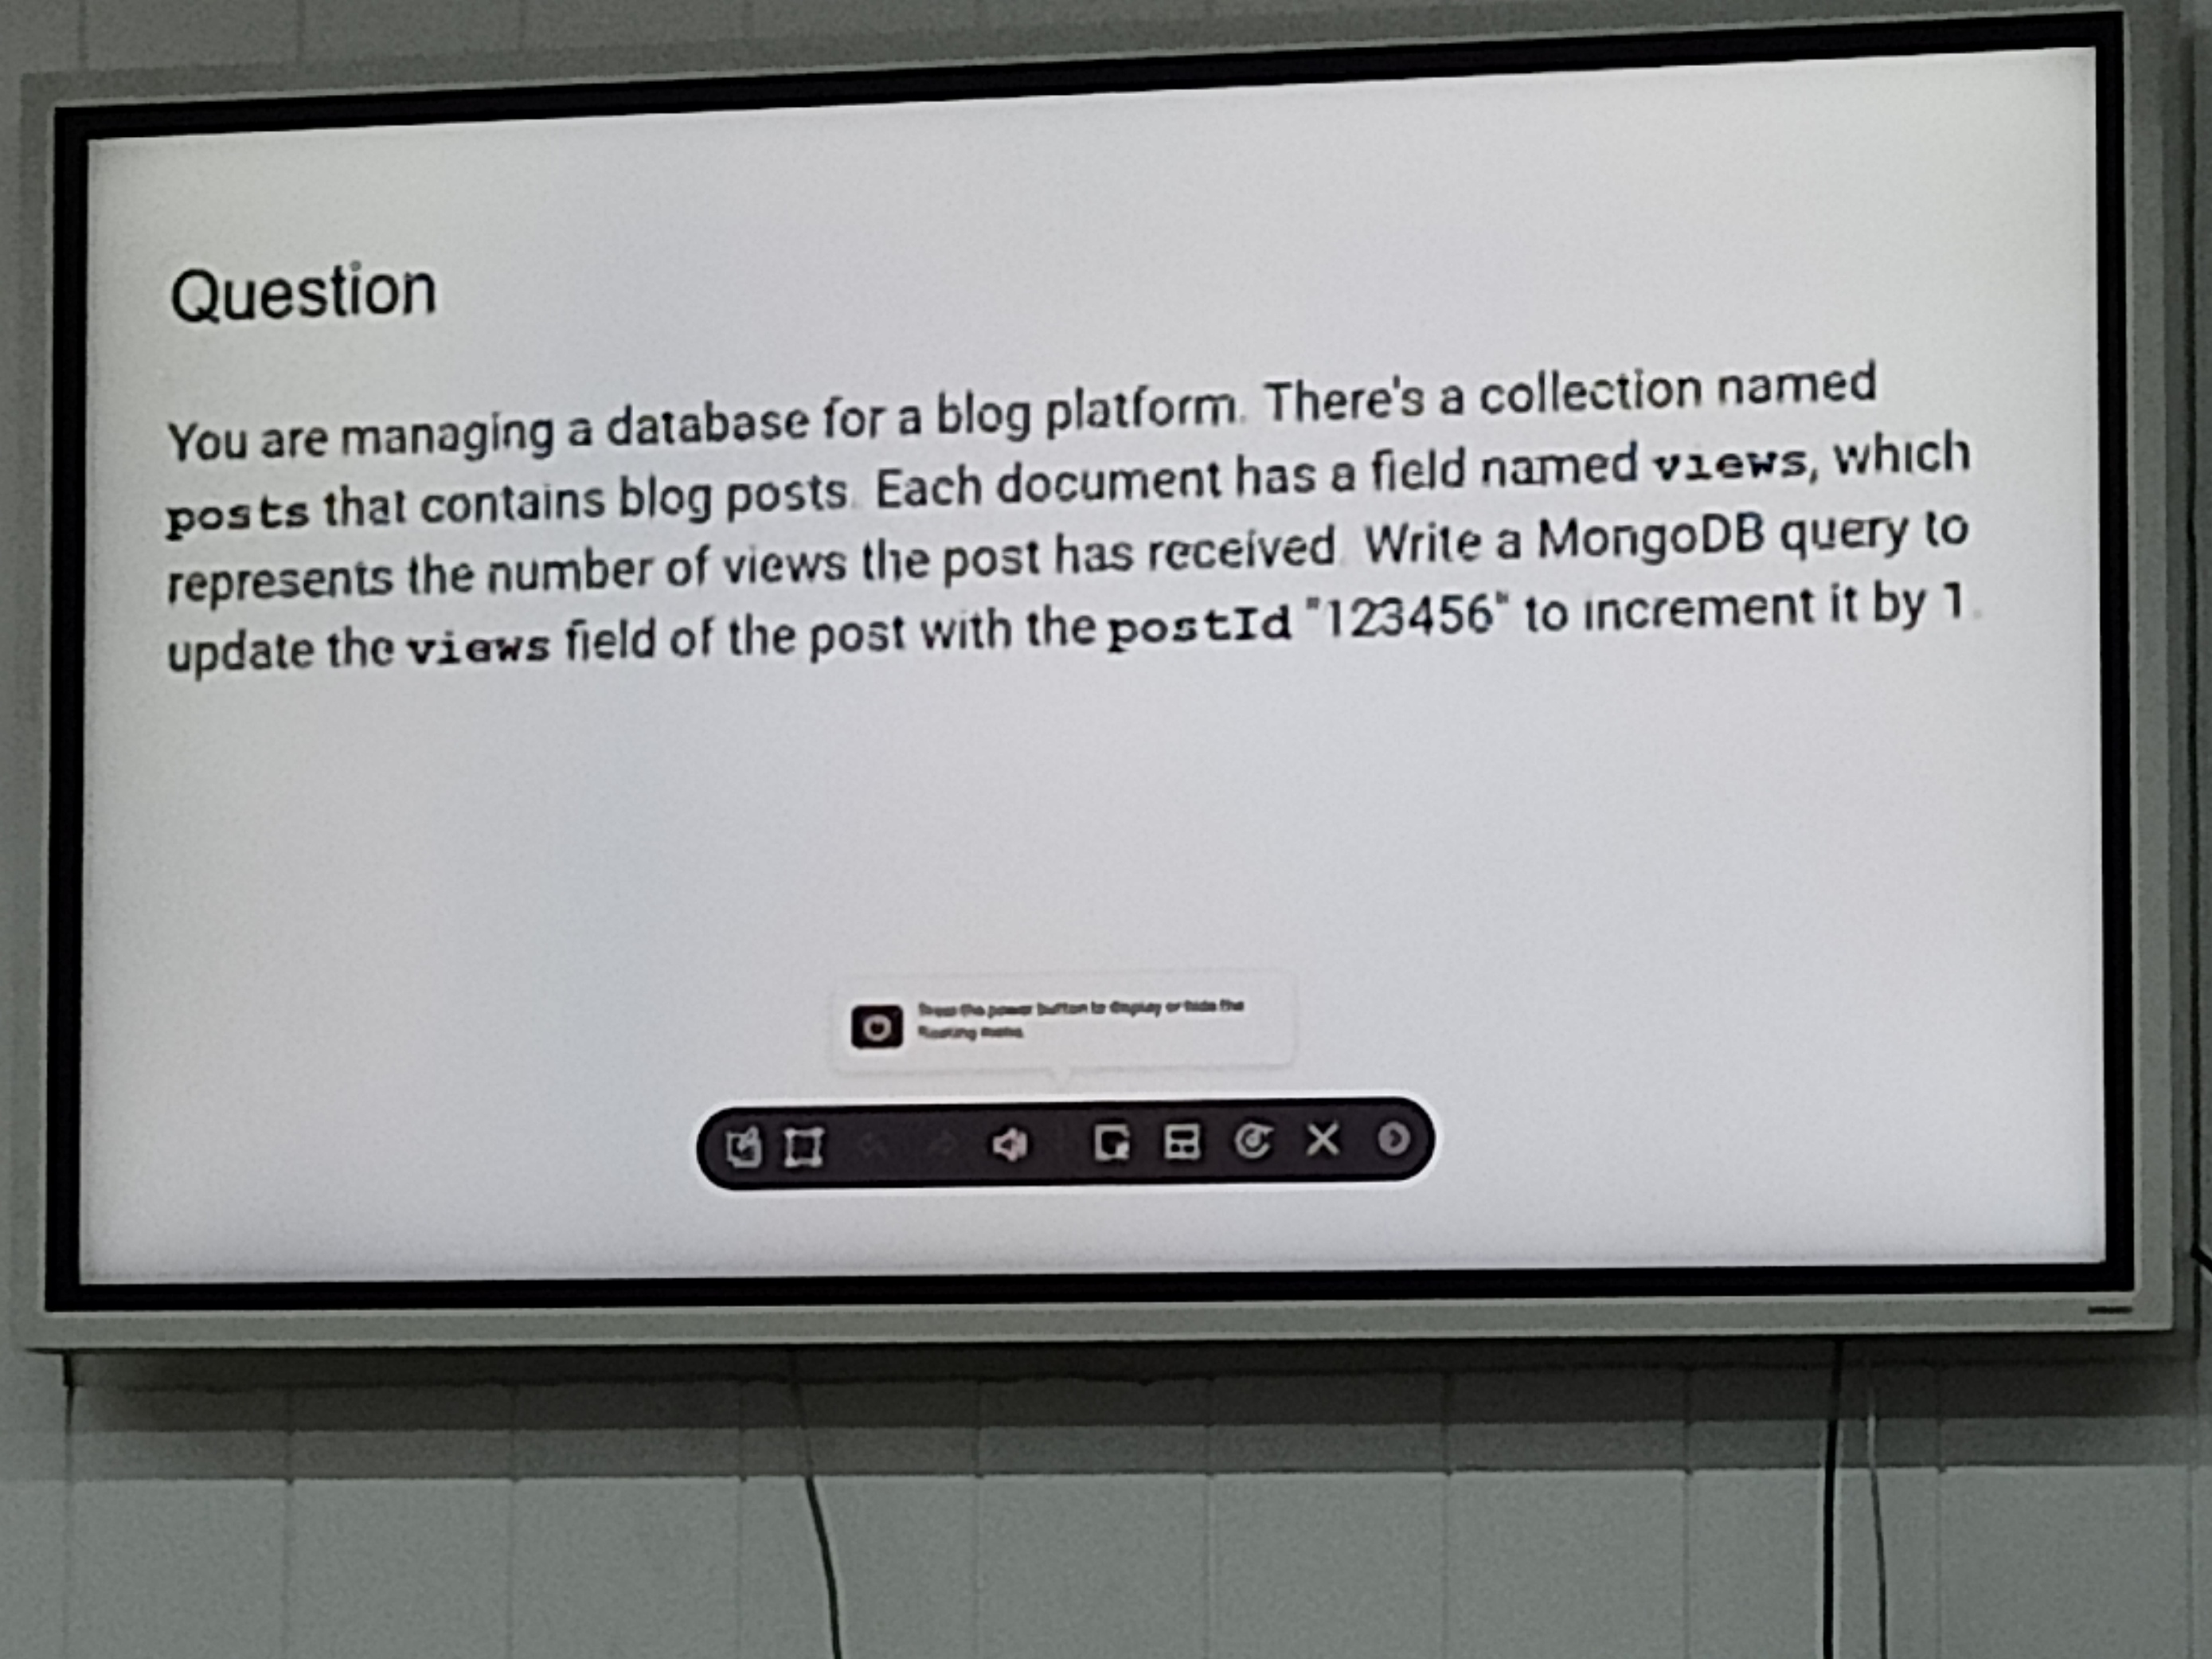 Question
You are managing a database for a blog platform. There's a collection named
posts that contains blog posts. Each document has a field named views, which
represents the number of views the post has received. Write a MongoDB query to
update the views field of the post with the postId "123456" to increment it by 1.
Press the power button to display or hide the
floating menu.